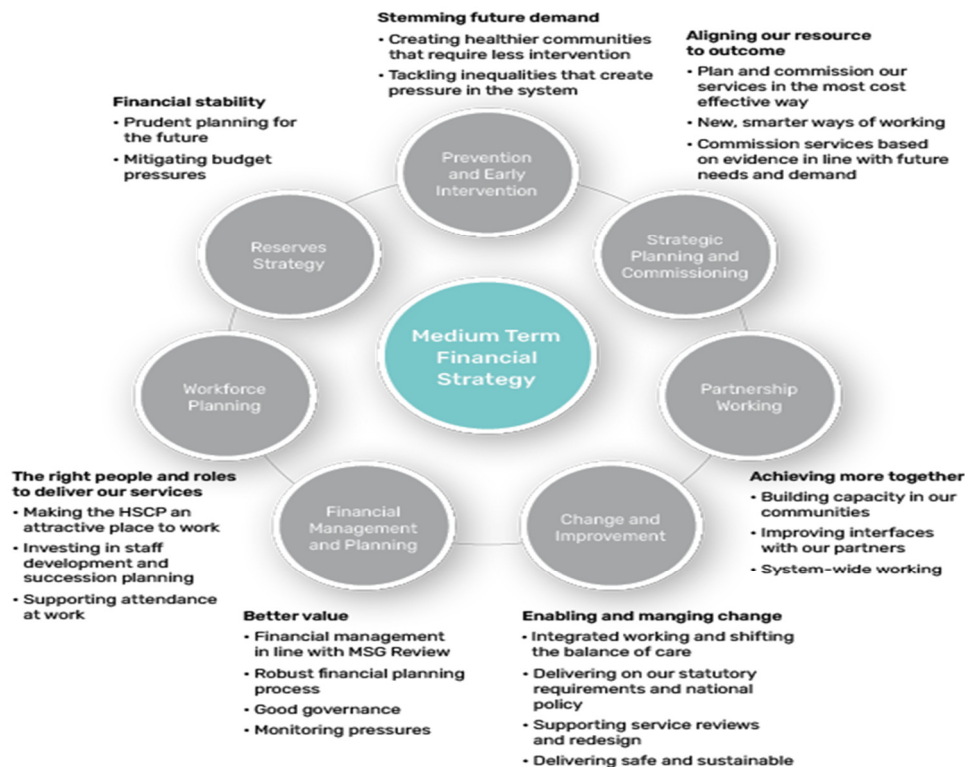 Stemming future demand
• Creating healthier communities
that require less intervention
• Tackling inequalities that create
pressure in the system
Aligning our resource
to outcome
• Plan and commission our
services in the most cost
effective way
• New, smarter ways of working
• Commission services based
on evidence in line with future
needs and demand
Financial stability
• Prudent planning for
the future
• Mitigating budget
pressures
Prevention
and Early
Intervention
Reserves
Strategy
Strategic
Planning and
Commissioning
Medium Term
Financial
Strategy
Workforce
Planning
Partnership
Working
The right people and roles
to deliver our services
• Making the HSCP an
attractive place to work
• Investing in staff
development and
succession planning
• Supporting attendance
at work
Financial
Management
and Planning
Change and
Improvement
Achieving more together
• Building capacity in our
communities
• Improving interfaces
with our partners
• System-wide working
Better value
• Financial management
in line with MSG Review
• Robust financial planning
process
• Good governance
• Monitoring pressures
Enabling and manging change
• Integrated working and shifting
the balance of care
• Delivering on our statutory
requirements and national
policy
• Supporting service reviews
and redesign
• Delivering safe and sustainable